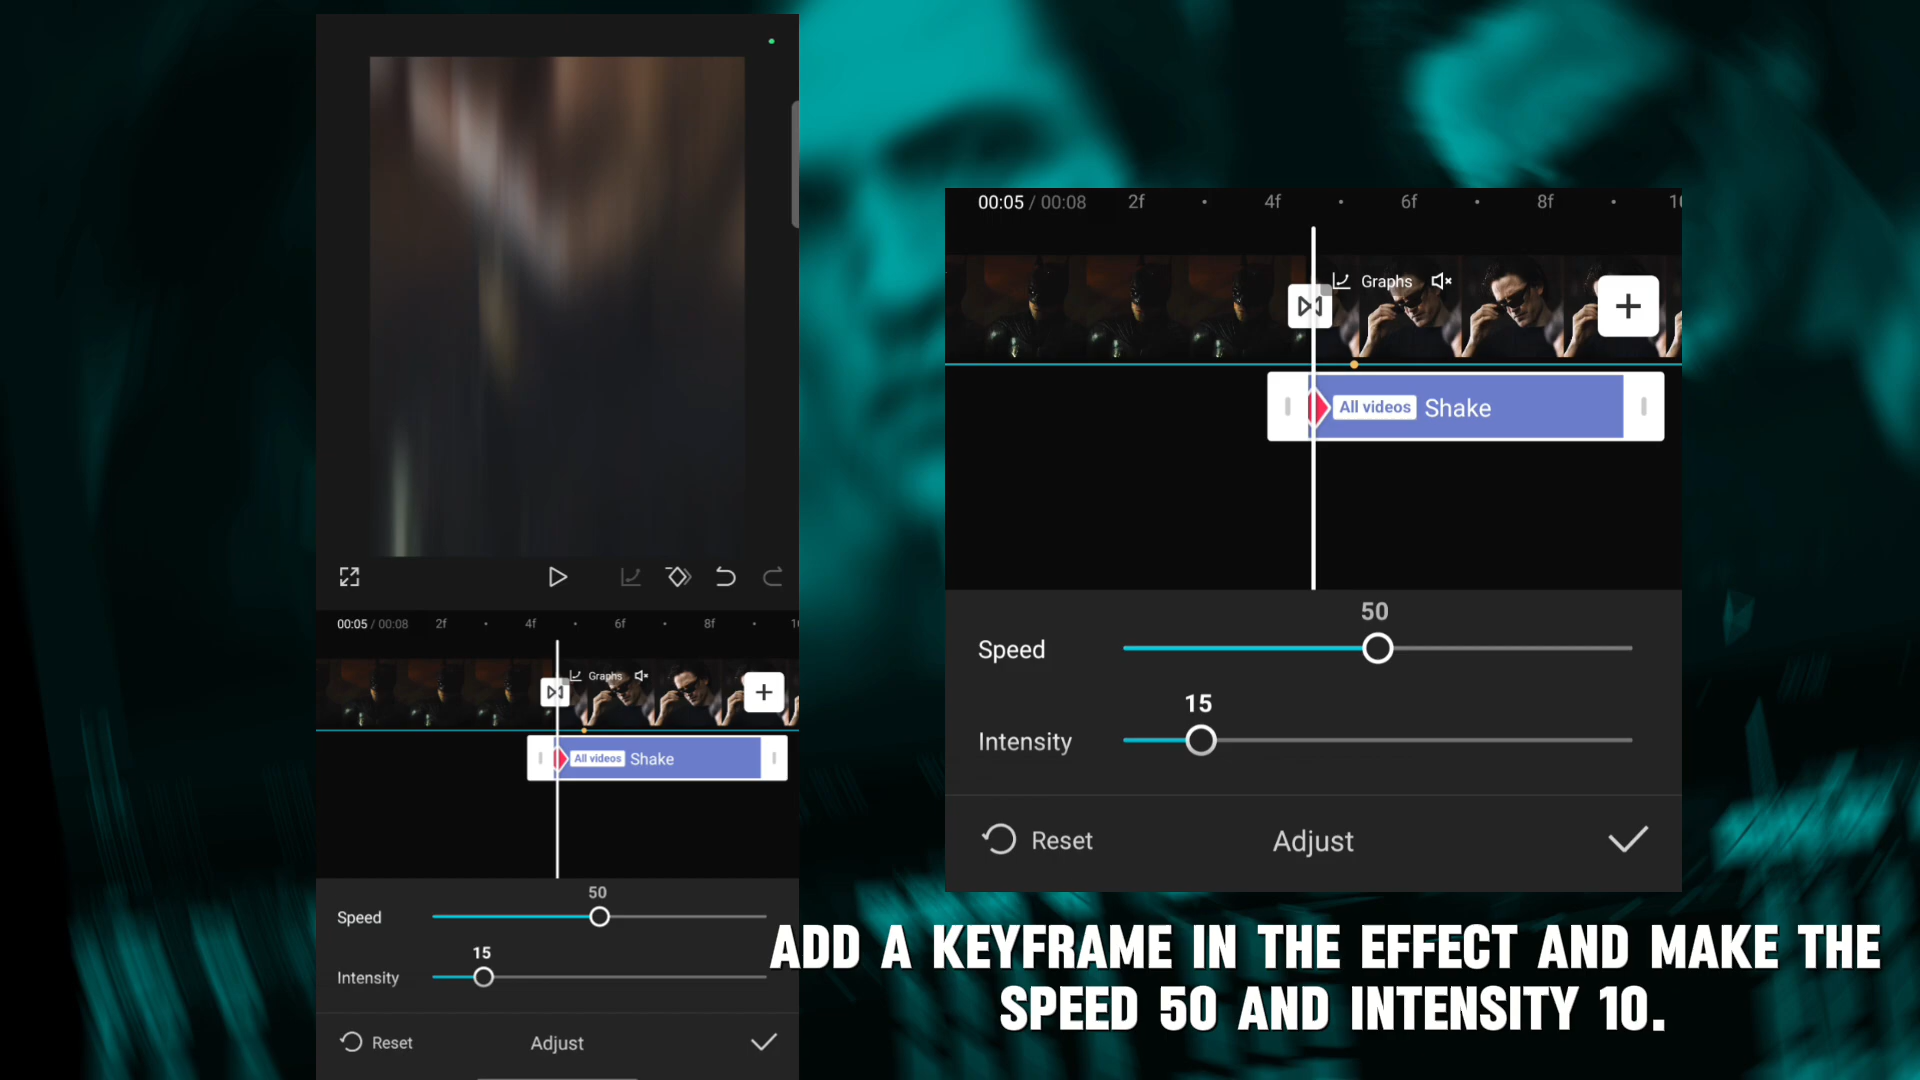 00:05 / 00:08 2f 4f 6f 8f
Graphs
All videos Shake
50
Speed
15
Intensity
Reset Adjust
00:05 / 00:08 2f 4f 6f 8f
Graphs
All videos Shake
50
Speed
15
Intensity
Reset Adjust
ADD A KEYFRAME IN THE EFFECT AND MAKE THE
SPEED 50 AND INTENSITY 10.